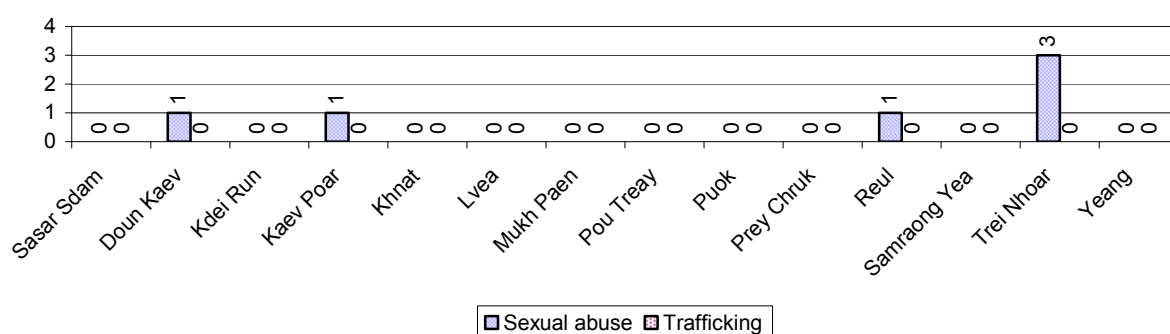 4
3
2
1
0
0 0 1 0 0 0 1 0 0 0 0 0 0 0 0 0 0 0 0 0 1 0 0 0 3 0 0 0
Sasar Sdam
Doun Kaev
Kdei Run
Kaev Poar
Khnat
Lvea
Mukh Paen
Pou Treay
Puok
Prey Chruk
Reul
Samraong Yea
Trei Nhoar
Yeang
Sexual abuse Trafficking